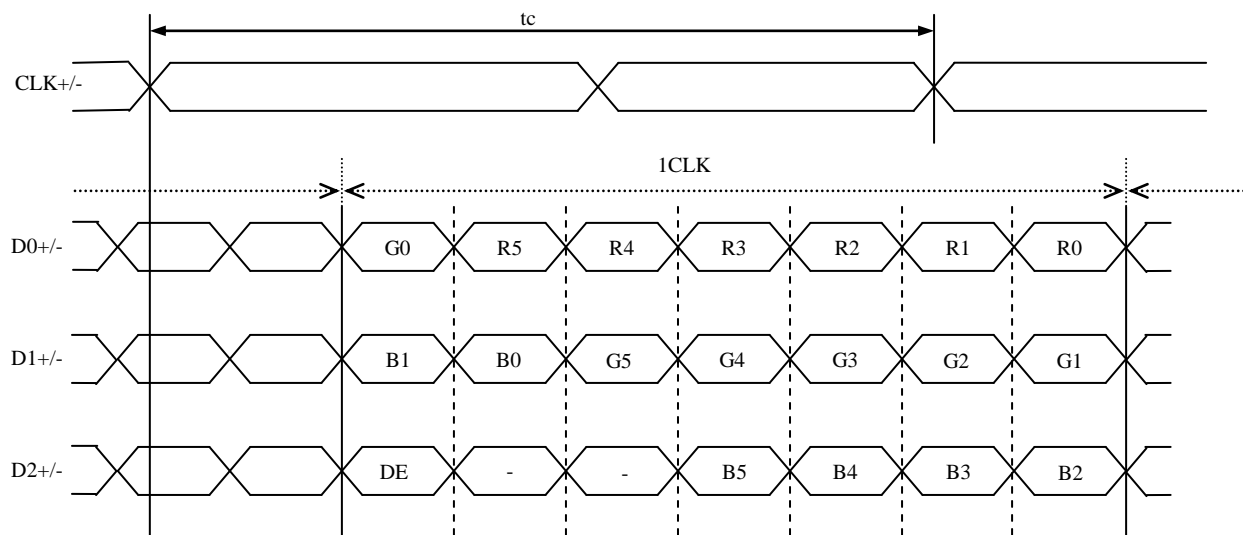 tc
CLK+/-
1CLK
D0+/- G0 R5 R4 R3 R2 R1 R0
D1+/- B1 B0 G5 G4 G3 G2 G1
D2+/- DE - - B5 B4 B3 B2